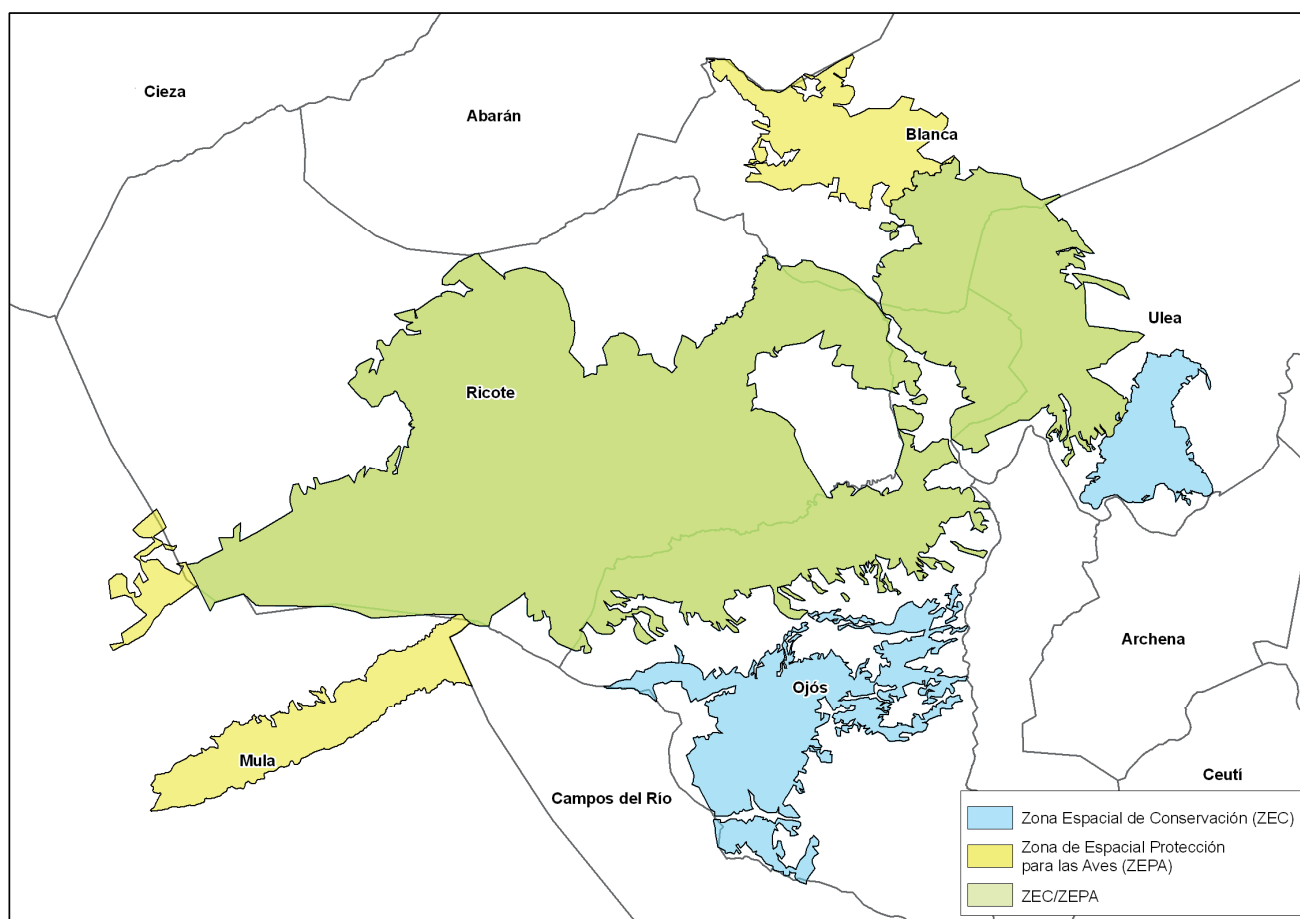 Cieza
Abarán
Blanca
Ulea
Ricote
Archena
Ojós
Mula
Ceutí
Campos del Río
Zona Espacial de Conservación (ZEC)
Zona de Espacial Protección
para las Aves (ZEPA)
ZEC/ZEPA